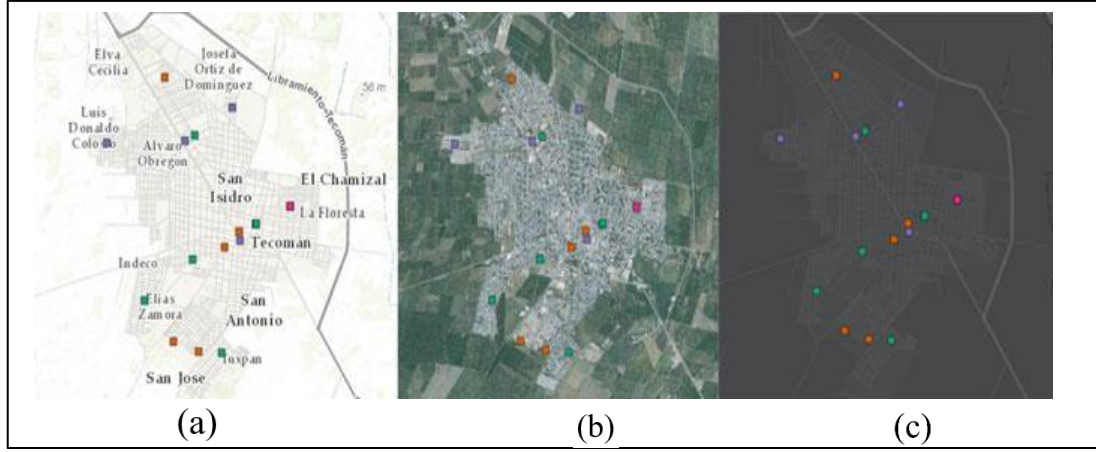 Elva
Cecilia
Josefa
Ortiz de
Dominguez
Libramiento-Tecomán
56 m
Luis
Donaldo
Colosio
Alvaro
Obregon
San
Isidro
El Chamizal
La Floresta
Tecoman
Indeco
Elias
Zamora
San
Antonio
Tuxpan
San Jose
(a)
(b)
(c)